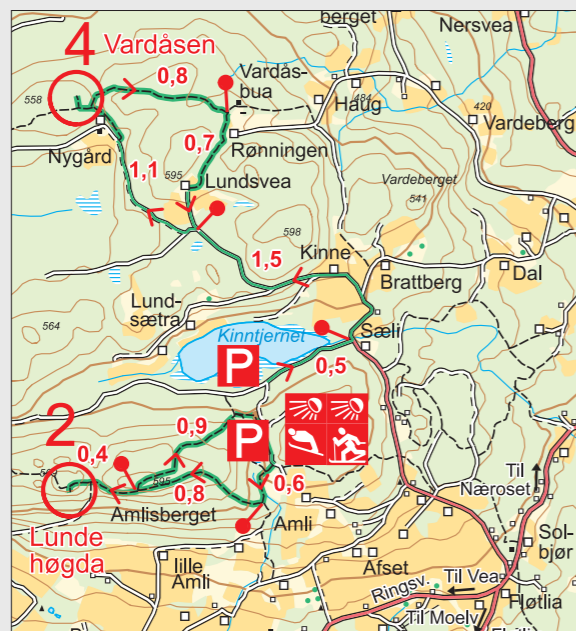 berget
Nersvea
4 Vardåsen
0,8
Vardås-
bua
558
Haug
484
420
Vardeberg
0,7
Rønningen
Nygård
1,1
595
Lundsvea
Vardeberget
541
598
1,5
Kinne
Dal
Brattberg
Lund-
sætra
564
Kinntjernet
Sæli
P
0,5
2
0,9
P
0,4
595
0,8
0,6
Til
Næroset
Amlisberget
Amli
Lunde
høgda
Sol-
bjør
lille
Amli
Afset
Til Vea
Ringsv.
Fløtlia
Til Moelv